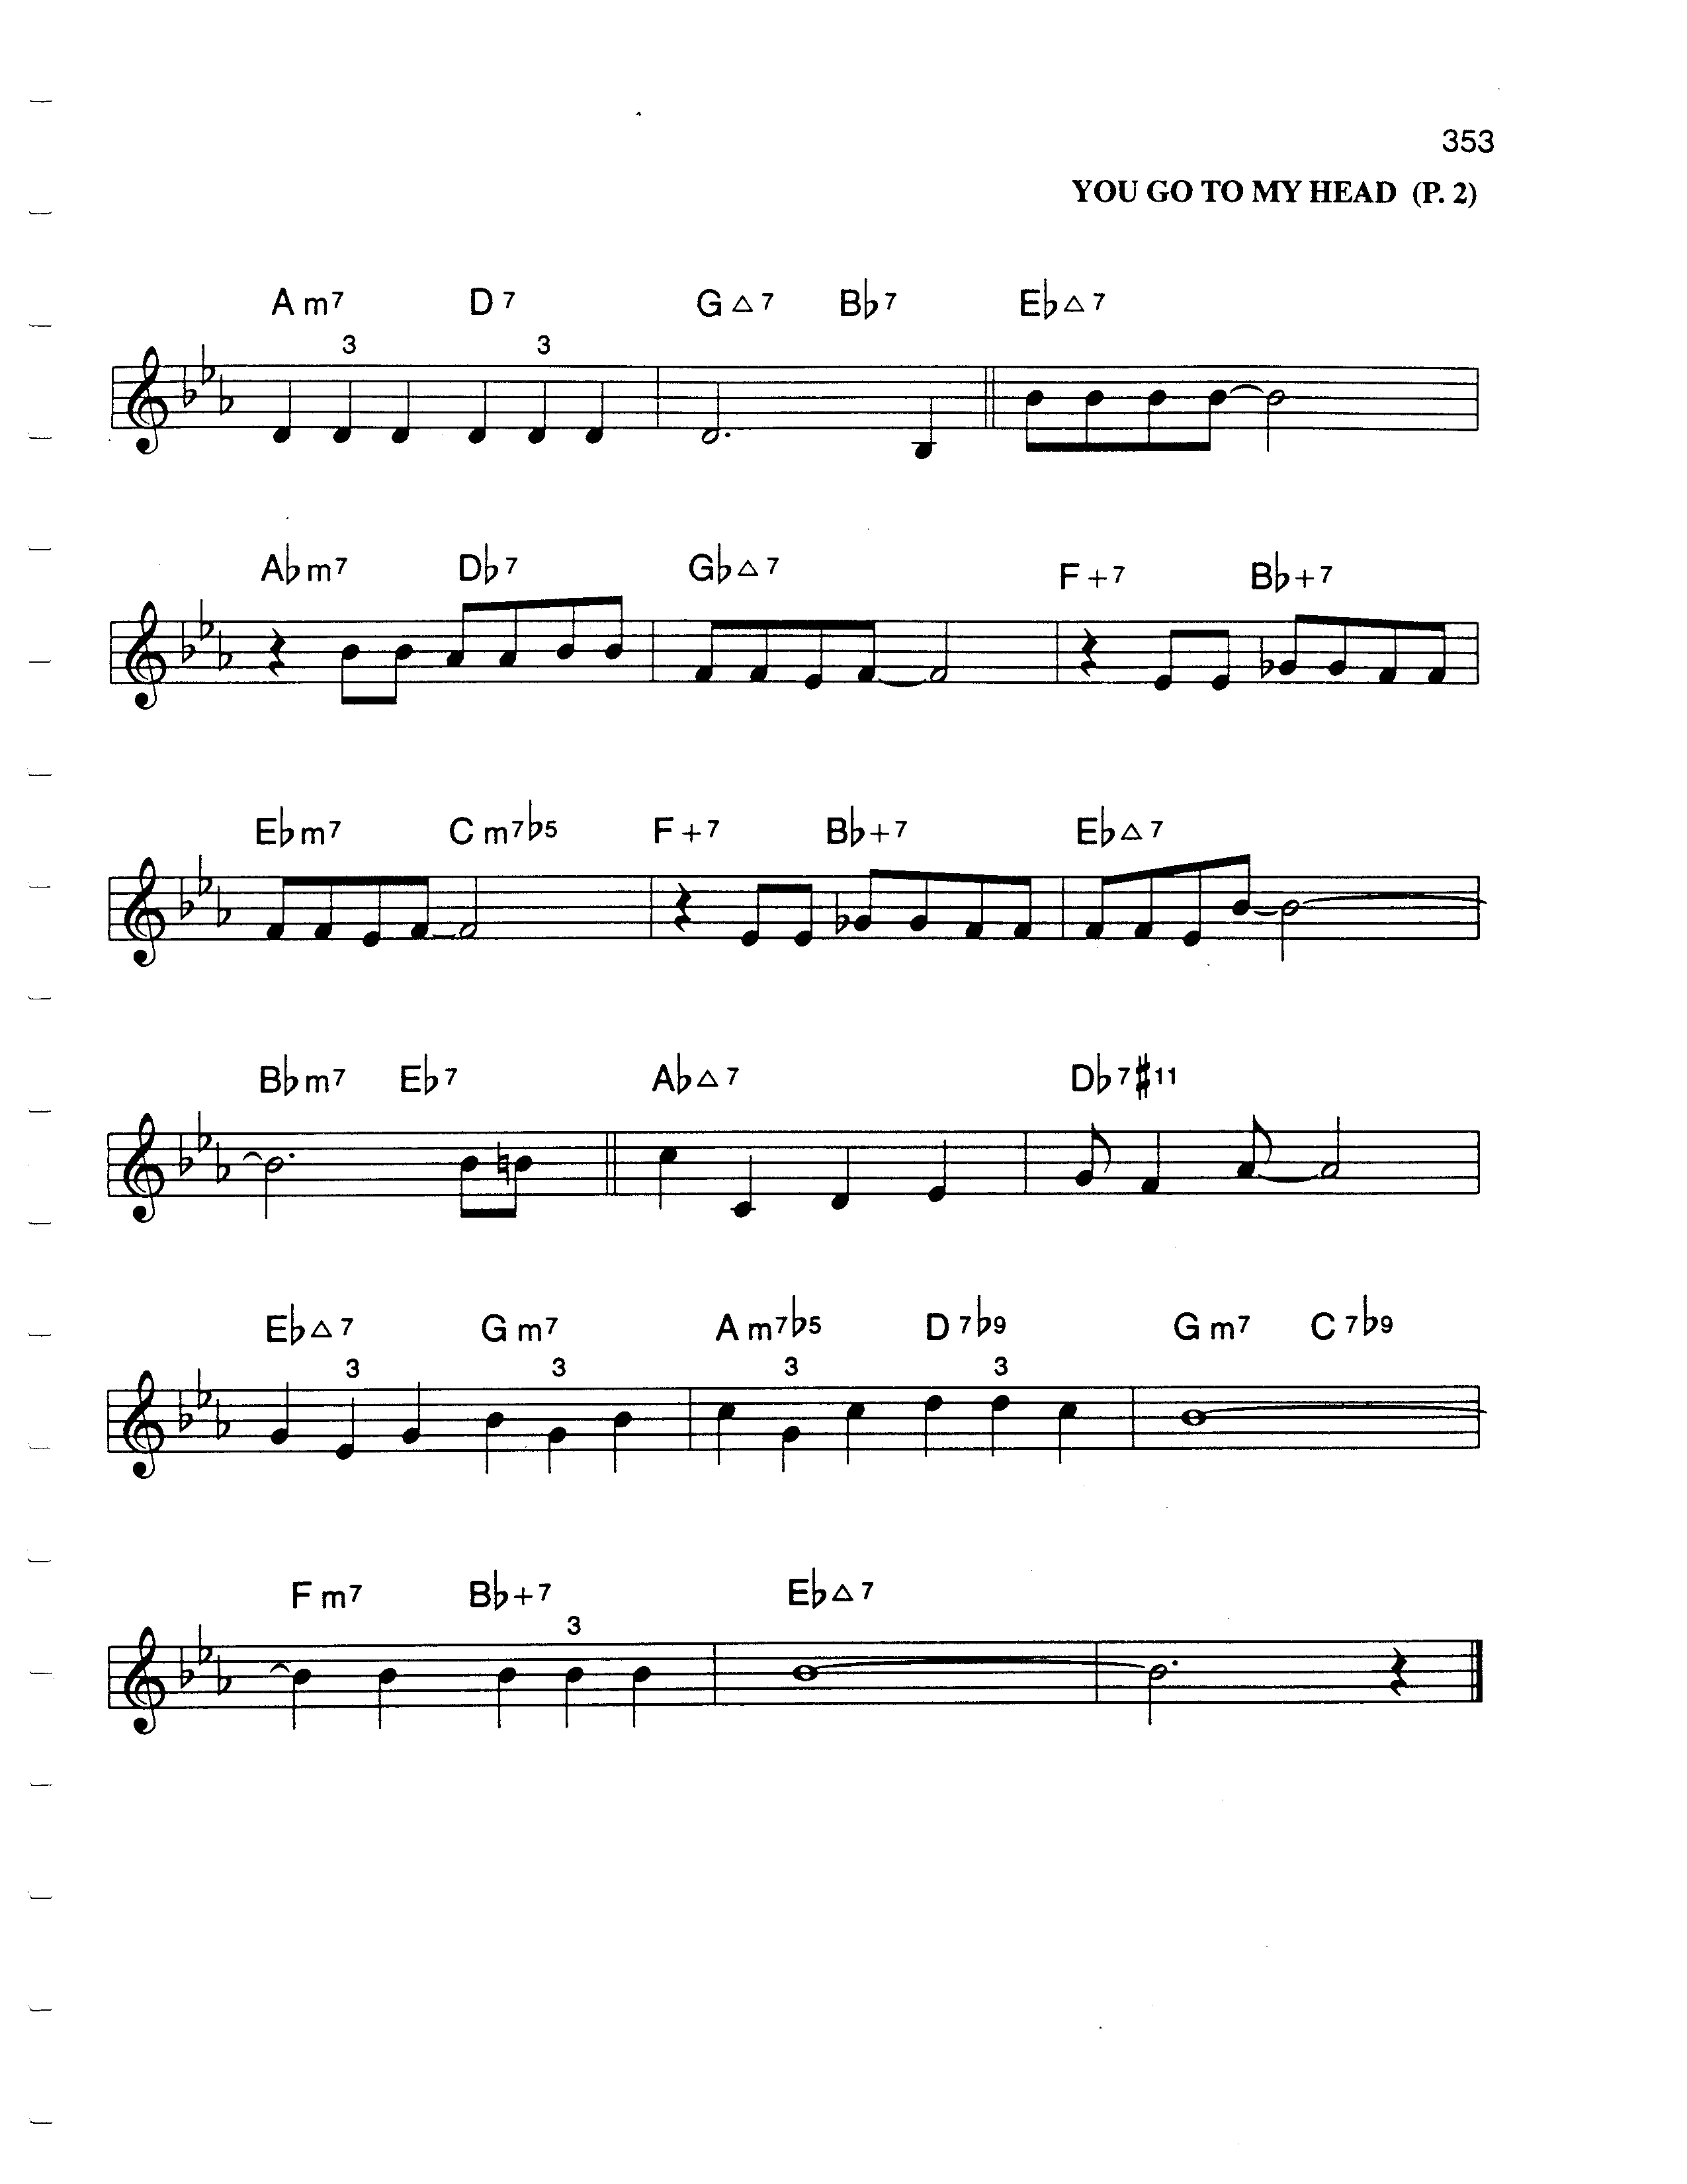 353
YOU GO TO MY HEAD (P. 2)
A m7 D 7 G △ 7 B♭7 E♭△ 7
3 3
A♭m7 D♭7 G♭△ 7 F +7 B♭+7
E♭m7 C m7♭5 F +7 B♭+7 E♭△ 7
B♭m7 E♭7 A♭△ 7 D♭7♯11
E♭△ 7 G m7 A m7♭5 D 7♭9 G m7 C 7♭9
3 3 3 3
F m7 B♭+7 E♭△ 7
3